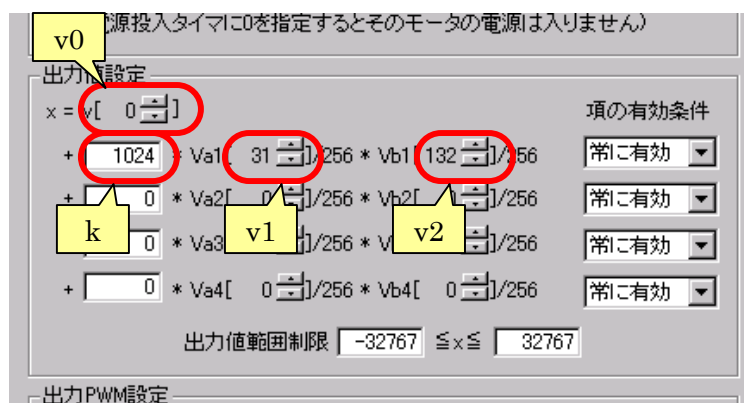 電源投入タイマに0を指定するとそのモータの電源は入りません)
v0
出力値設定
x = v[ 0 ]
項の有効条件
+ 1024 * Va1[ 31 ]/256 * Vb1[ 132 ]/256 常に有効
+ 0 * Va2[ 0 ]/256 * Vb2[ 0 ]/256 常に有効
k v1 v2
0 * Va3 ]/256 * V ]/256 常に有効
+ 0 * Va4[ 0 ]/256 * Vb4[ 0 ]/256 常に有効
出力値範囲制限 -32767 ≦x≦ 32767
出力PWM設定